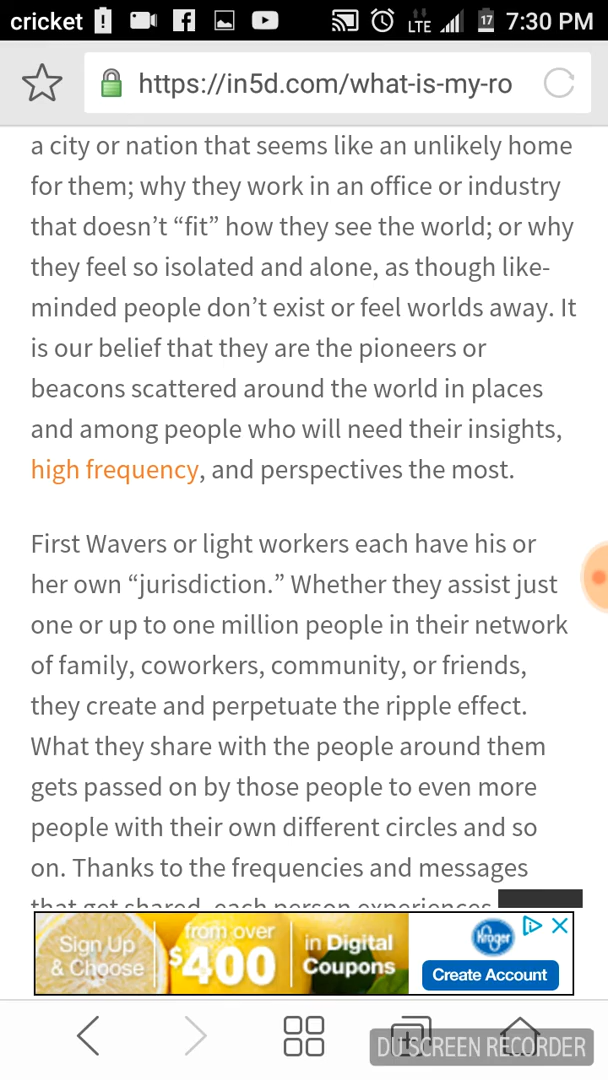 cricket 17 LTE 7:30 PM
https://in5d.com/what-is-my-ro
a city or nation that seems like an unlikely home
for them; why they work in an office or industry
that doesn’t “fit” how they see the world; or why
they feel so isolated and alone, as though like-
minded people don’t exist or feel worlds away. It
is our belief that they are the pioneers or
beacons scattered around the world in places
and among people who will need their insights,
high frequency, and perspectives the most.
First Wavers or light workers each have his or
her own “jurisdiction.” Whether they assist just
one or up to one million people in their network
of family, coworkers, community, or friends,
they create and perpetuate the ripple effect.
What they share with the people around them
gets passed on by those people to even more
people with their own different circles and so
on. Thanks to the frequencies and messages
that get shared, each person experiences
Sign Up
& Choose
from over
$400
in Digital
Coupons
Kroger
Create Account
DU SCREEN RECORDER